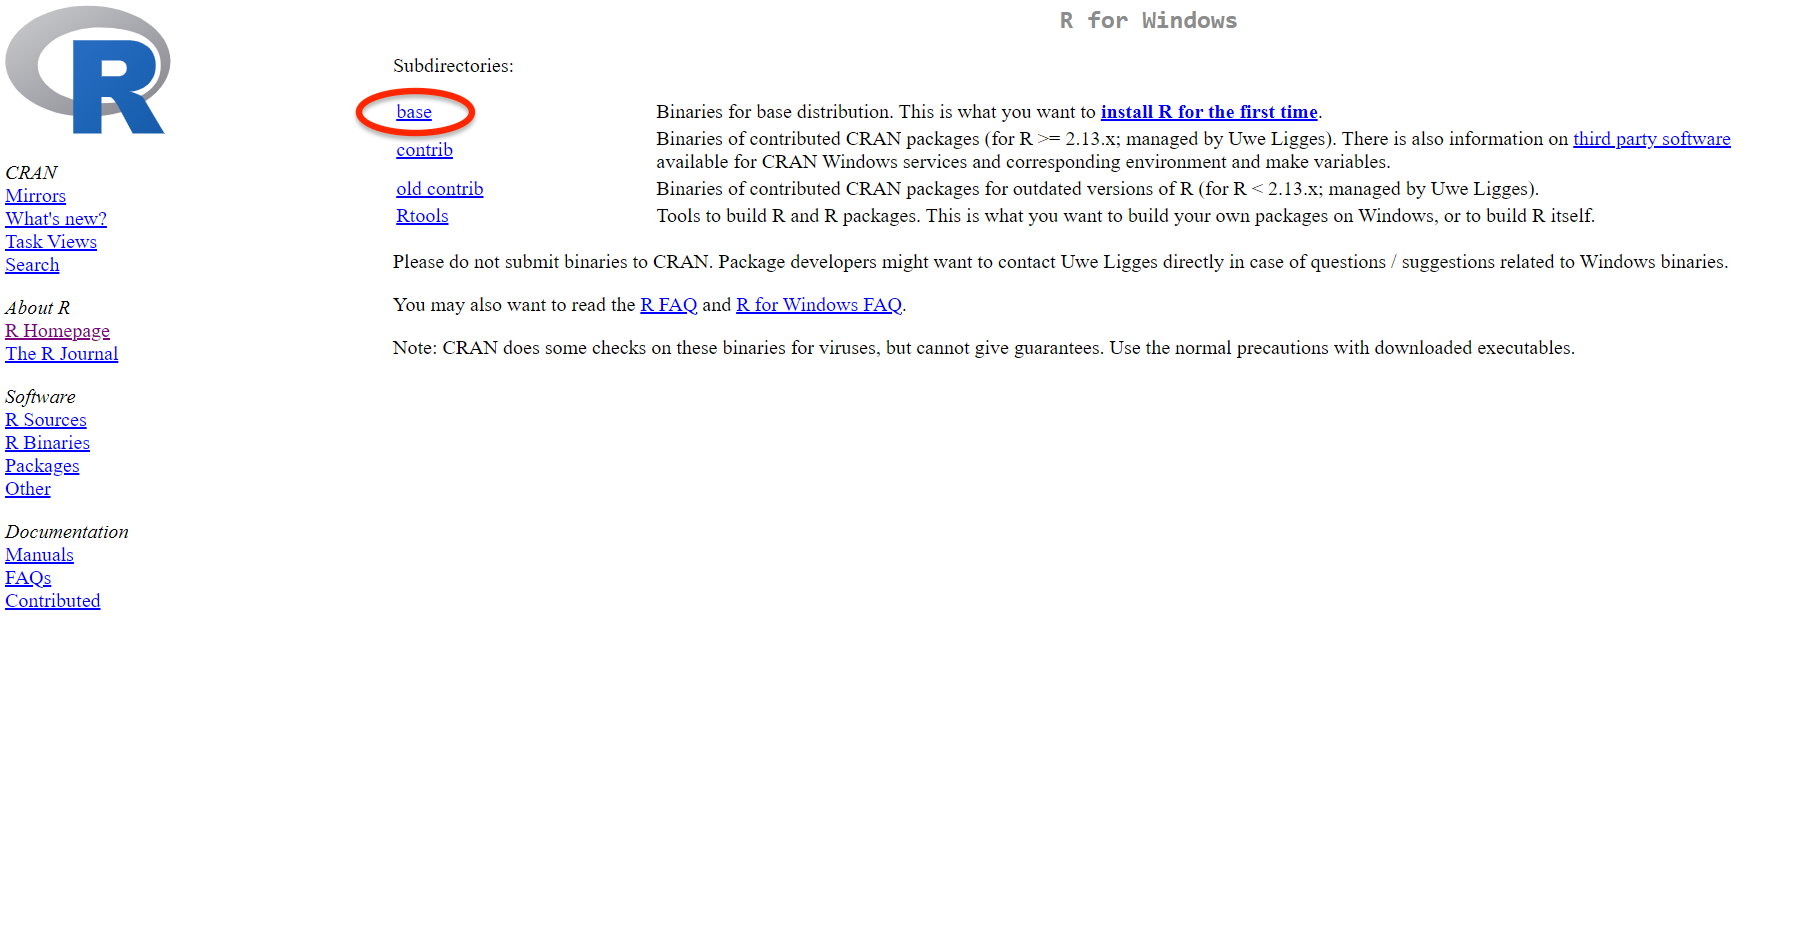 R
CRAN
Mirrors
What's new?
Task Views
Search
About R
R Homepage
The R Journal
Software
R Sources
R Binaries
Packages
Other
Documentation
Manuals
FAQs
Contributed
R for Windows
Subdirectories:
base Binaries for base distribution. This is what you want to install R for the first time.
contrib Binaries of contributed CRAN packages (for R >= 2.13.x; managed by Uwe Ligges). There is also information on third party software
available for CRAN Windows services and corresponding environment and make variables.
old contrib Binaries of contributed CRAN packages for outdated versions of R (for R < 2.13.x; managed by Uwe Ligges).
Rtools Tools to build R and R packages. This is what you want to build your own packages on Windows, or to build R itself.
Please do not submit binaries to CRAN. Package developers might want to contact Uwe Ligges directly in case of questions / suggestions related to Windows binaries.
You may also want to read the R FAQ and R for Windows FAQ.
Note: CRAN does some checks on these binaries for viruses, but cannot give guarantees. Use the normal precautions with downloaded executables.